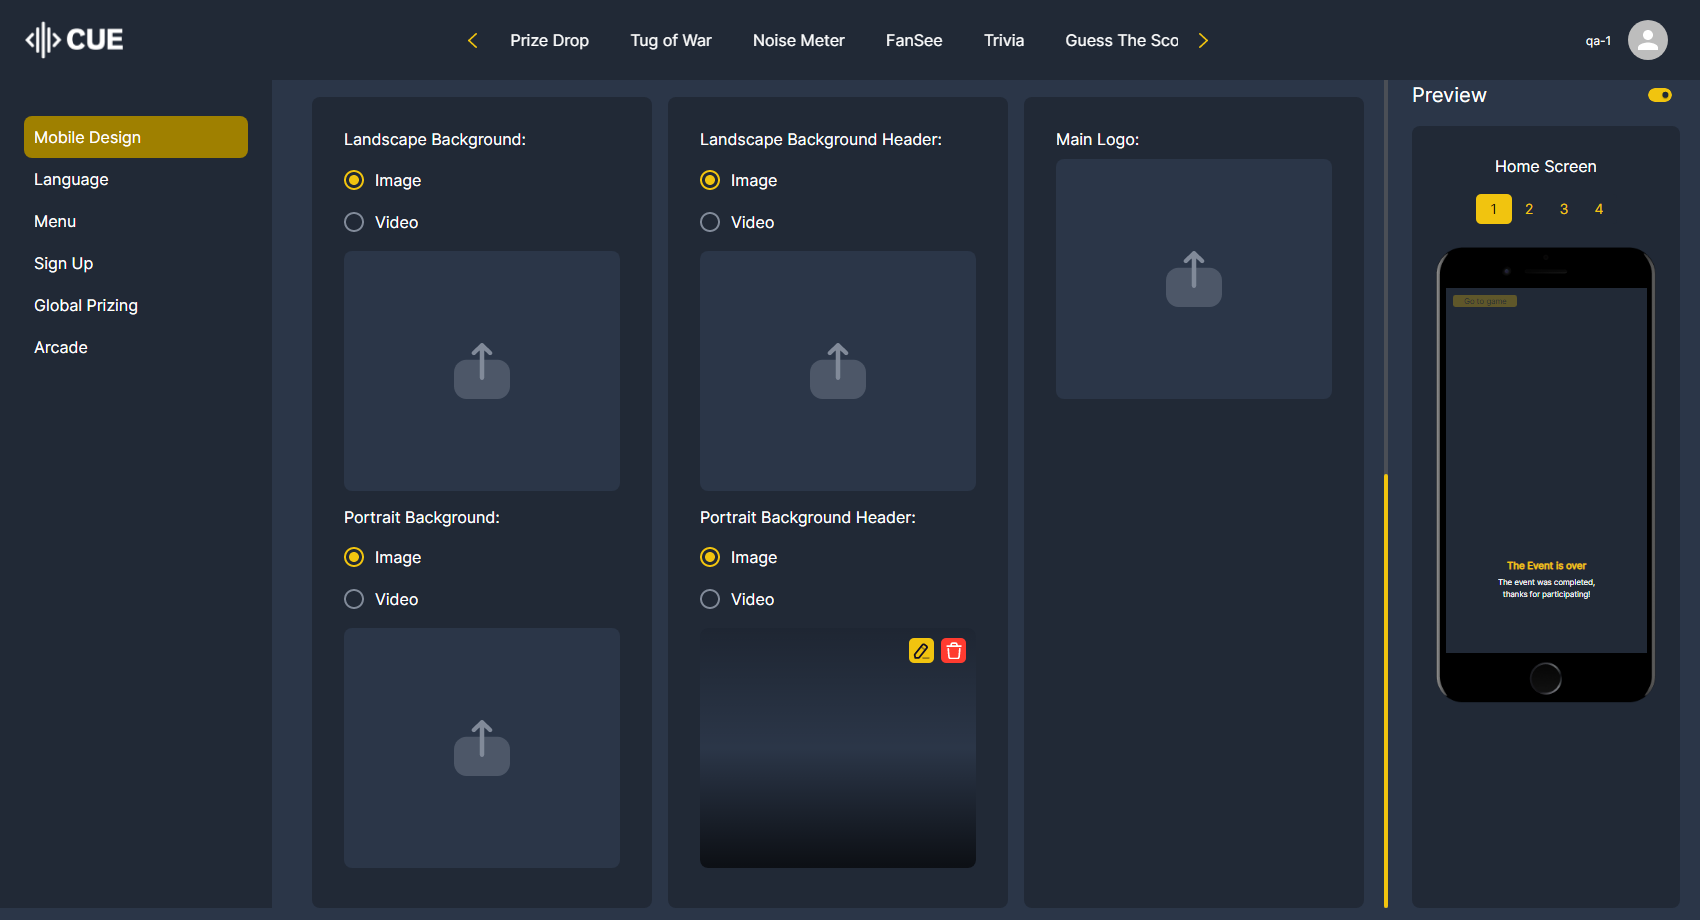 CUE
Prize Drop
Tug of War
Noise Meter
FanSee
Trivia
Guess The Sco
qa-1
Mobile Design
Language
Menu
Sign Up
Global Prizing
Arcade
Landscape Background:
Image
Video
Portrait Background:
Image
Video
Landscape Background Header:
Image
Video
Portrait Background Header:
Image
Video
Main Logo:
Preview
Home Screen
1 2 3 4
Go to game
The Event is over
The event was completed,
thanks for participating!